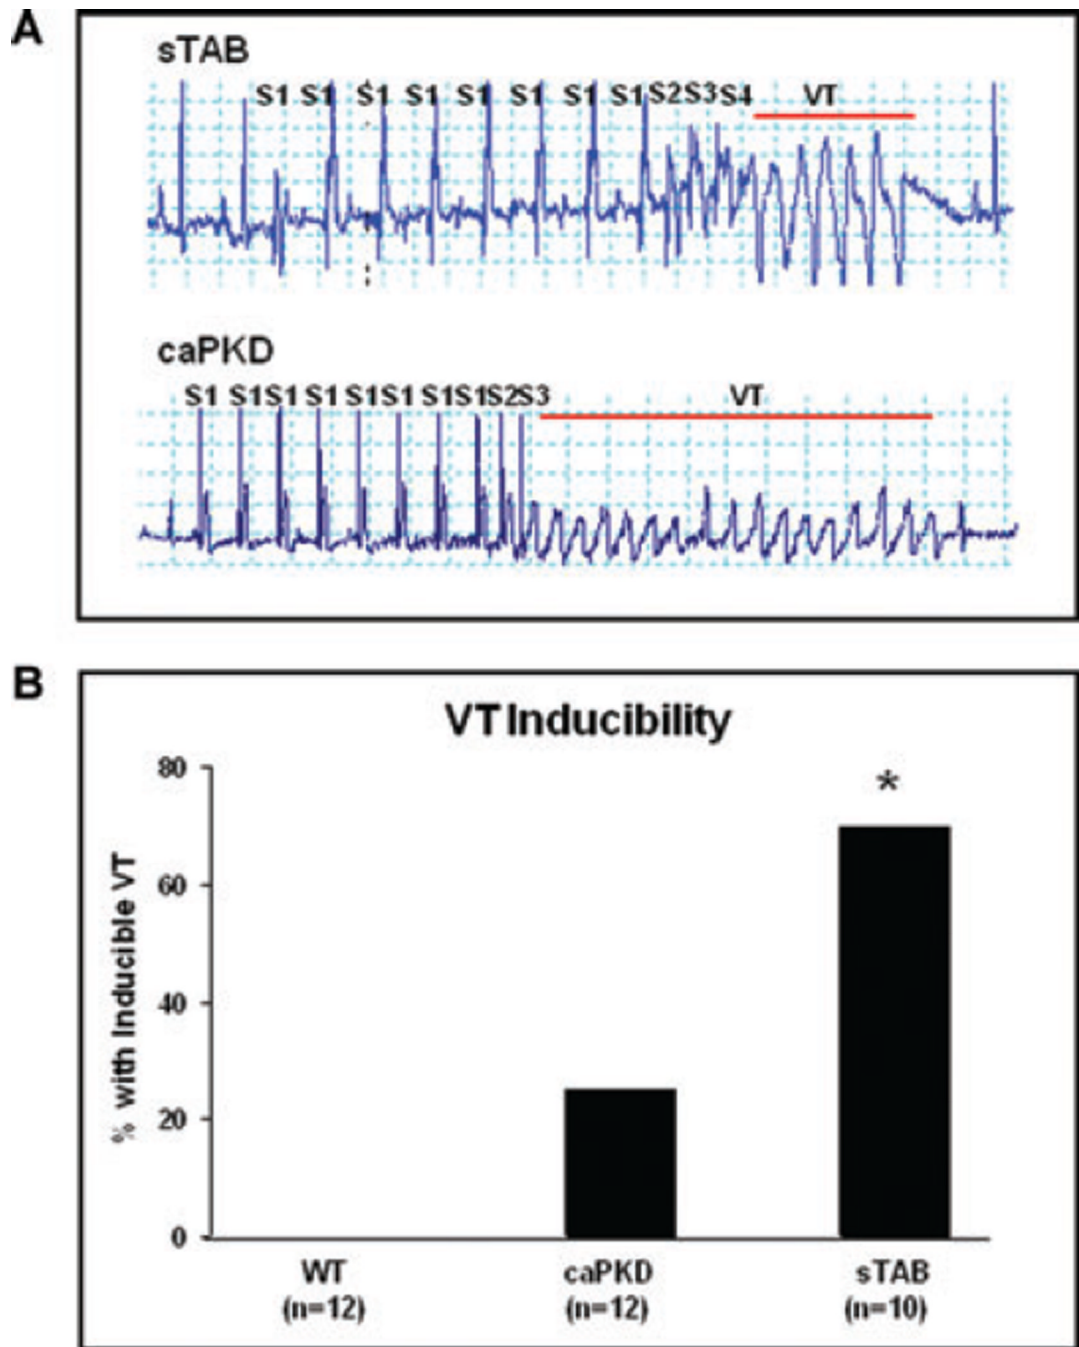 A
sTAB
S1 S1 S1 S1 S1 S1 S1 S1 S2 S3 S4 VT
caPKD
S1 S1 S1 S1 S1 S1 S1 S1 S2 S3 VT
B
VT Inducibility
% with Inducible VT
80
60
40
20
0
WT caPKD sTAB
(n=12) (n=12) (n=10)
*